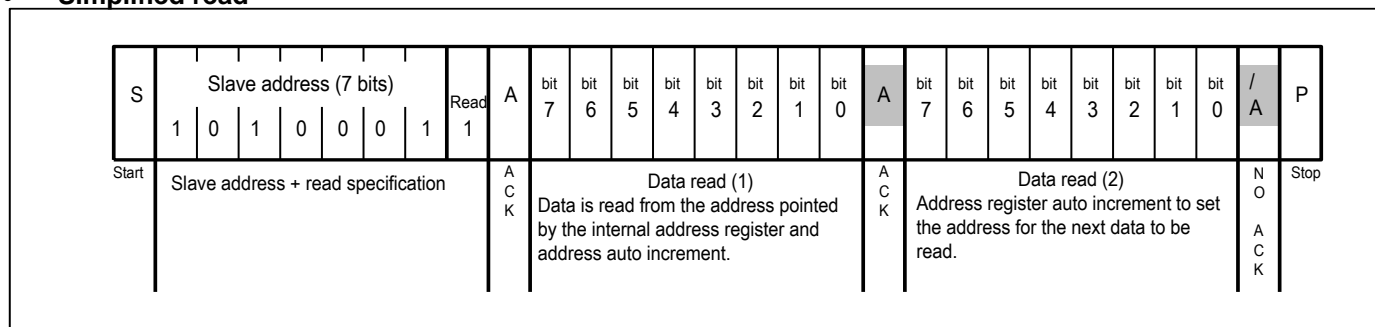 • Simplified read
S Slave address (7 bits) Read A bit bit bit bit bit bit bit bit A bit bit bit bit bit bit bit bit / P
1 0 1 0 0 0 1 1 7 6 5 4 3 2 1 0 7 6 5 4 3 2 1 0 A
Start Slave address + read specification ACK Data read (1) ACK Data read (2) NO ACK Stop
Data is read from the address pointed
by the internal address register and
address auto increment.
Address register auto increment to set
the address for the next data to be
read.